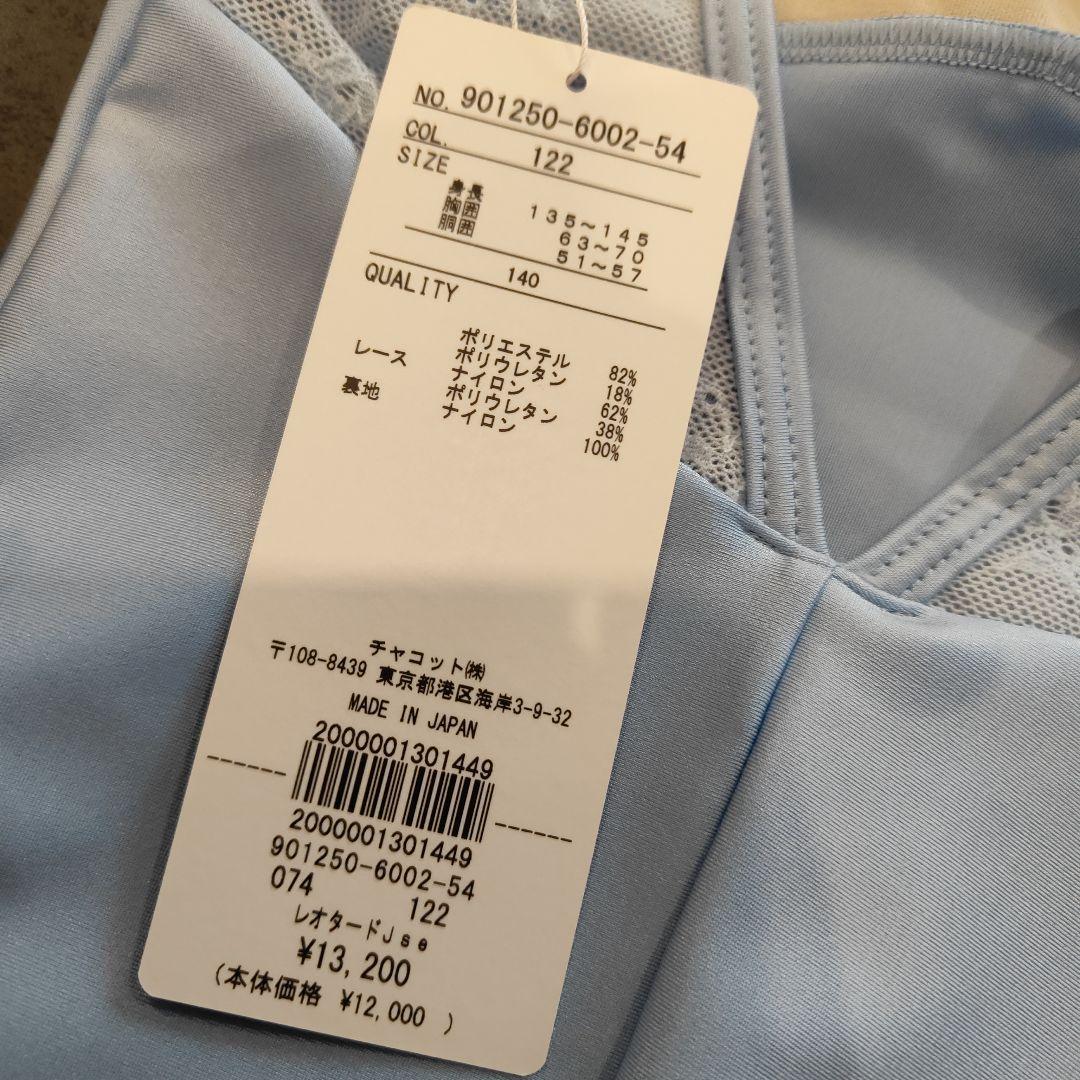 NO. 901250-6002-54
COL. 122
SIZE
身長 135～145
胸囲 63～70
胴囲 51～57
140
QUALITY
ポリエステル 82%
ポリウレタン 18%
レース ナイロン 62%
ポリウレタン 38%
裏地 ナイロン 100%
チャコット㈱
〒108-8439 東京都港区海岸3-9-32
MADE IN JAPAN
2000001301449
2000001301449
901250-6002-54
074 122
レオタードJse
¥13,200
(本体価格 ¥12,000 )